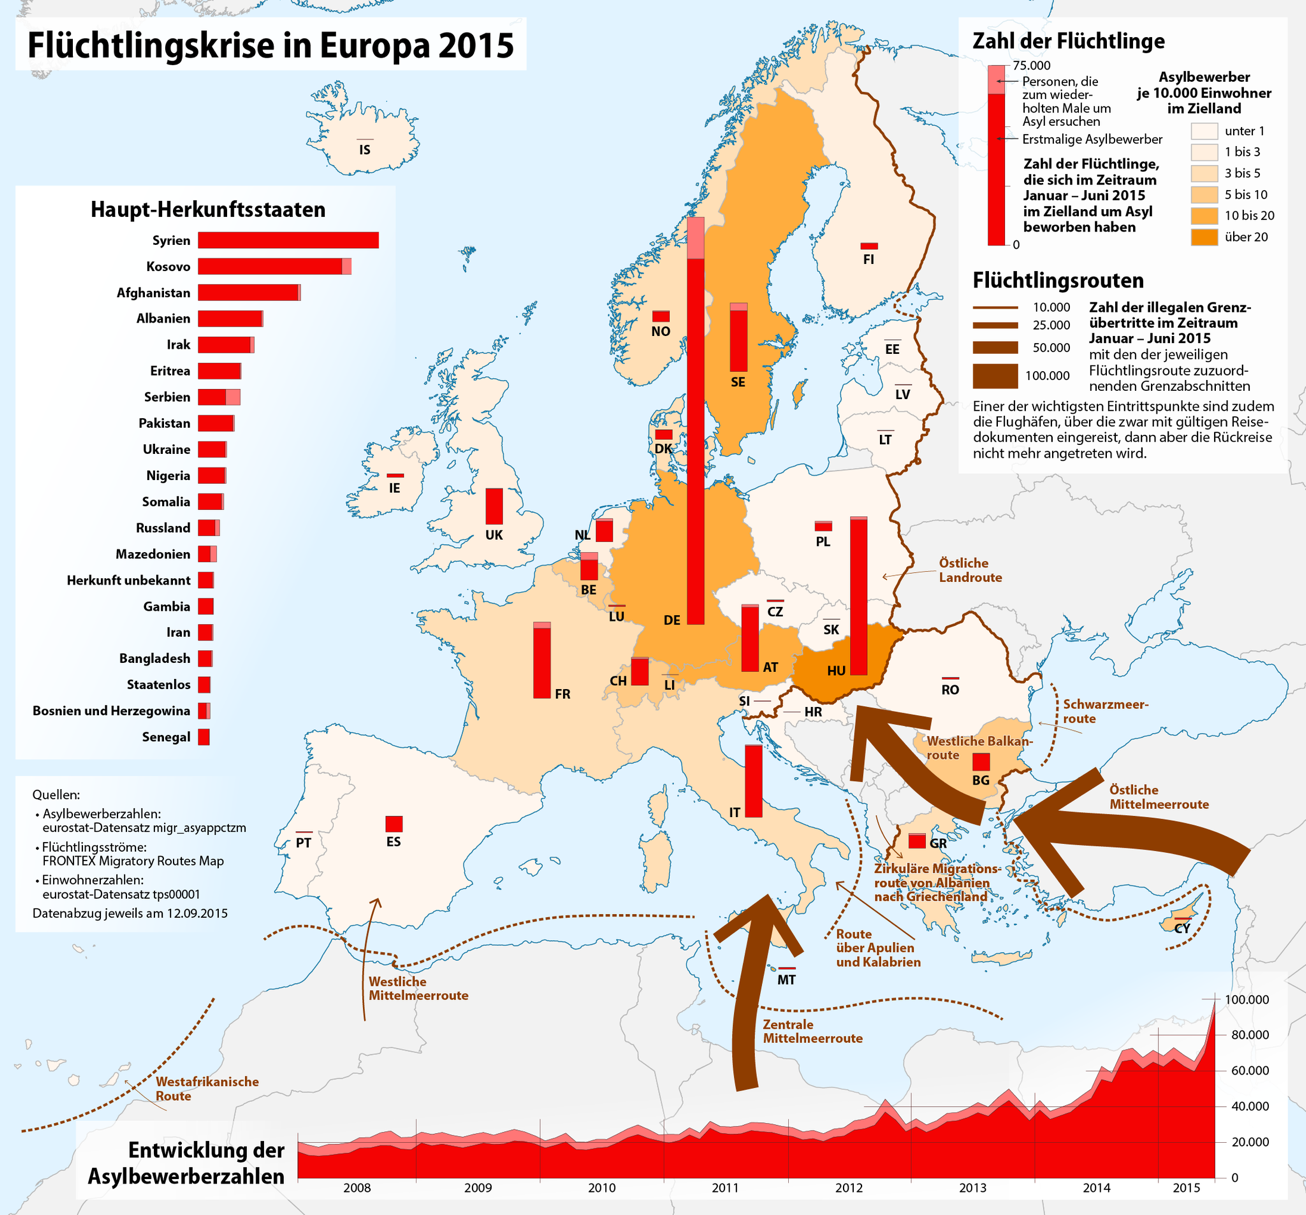 Flüchtlingskrise in Europa 2015
Zahl der Flüchtlinge
75.000
Personen, die
zum wieder-
holten Male um
Asyl ersuchen
Erstmalige Asylbewerber
Zahl der Flüchtlinge,
die sich im Zeitraum
Januar – Juni 2015
im Zielland um Asyl
beworben haben
0
Asylbewerber
je 10.000 Einwohner
im Zielland
unter 1
1 bis 3
3 bis 5
5 bis 10
10 bis 20
über 20
Flüchtlingsrouten
10.000
25.000
50.000
100.000
Zahl der illegalen Grenz-
übertritte im Zeitraum
Januar – Juni 2015
mit den der jeweiligen
Flüchtlingsroute zuzuord-
nenden Grenzabschnitten
Einer der wichtigsten Eintrittspunkte sind zudem
die Flughäfen, über die zwar mit gültigen Reise-
dokumenten eingereist, dann aber die Rückreise
nicht mehr angetreten wird.
Haupt-Herkunftsstaaten
Syrien
Kosovo
Afghanistan
Albanien
Irak
Eritrea
Serbien
Pakistan
Ukraine
Nigeria
Somalia
Russland
Mazedonien
Herkunft unbekannt
Gambia
Iran
Bangladesh
Staatenlos
Bosnien und Herzegowina
Senegal
Quellen:
• Asylbewerberzahlen:
eurostat-Datensatz migr_asyappctzm
• Flüchtlingsströme:
FRONTEX Migratory Routes Map
• Einwohnerzahlen:
eurostat-Datensatz tps00001
Datenabzug jeweils am 12.09.2015
IS
FI
NO
SE
EE
LV
LT
DK
IE
UK
NL
PL
BE
LU
DE
CZ
SK
FR
CH
LI
AT
HU
SI
HR
RO
BG
IT
GR
PT
ES
MT
CY
Östliche
Landroute
Schwarzmeer-
route
Westliche Balkan-
route
Östliche
Mittelmeerroute
Zirkuläre Migrations-
route von Albanien
nach Griechenland
Route
über Apulien
und Kalabrien
Westliche
Mittelmeerroute
Zentrale
Mittelmeerroute
Westafrikanische
Route
Entwicklung der
Asylbewerberzahlen
100.000
80.000
60.000
40.000
20.000
0
2008
2009
2010
2011
2012
2013
2014
2015